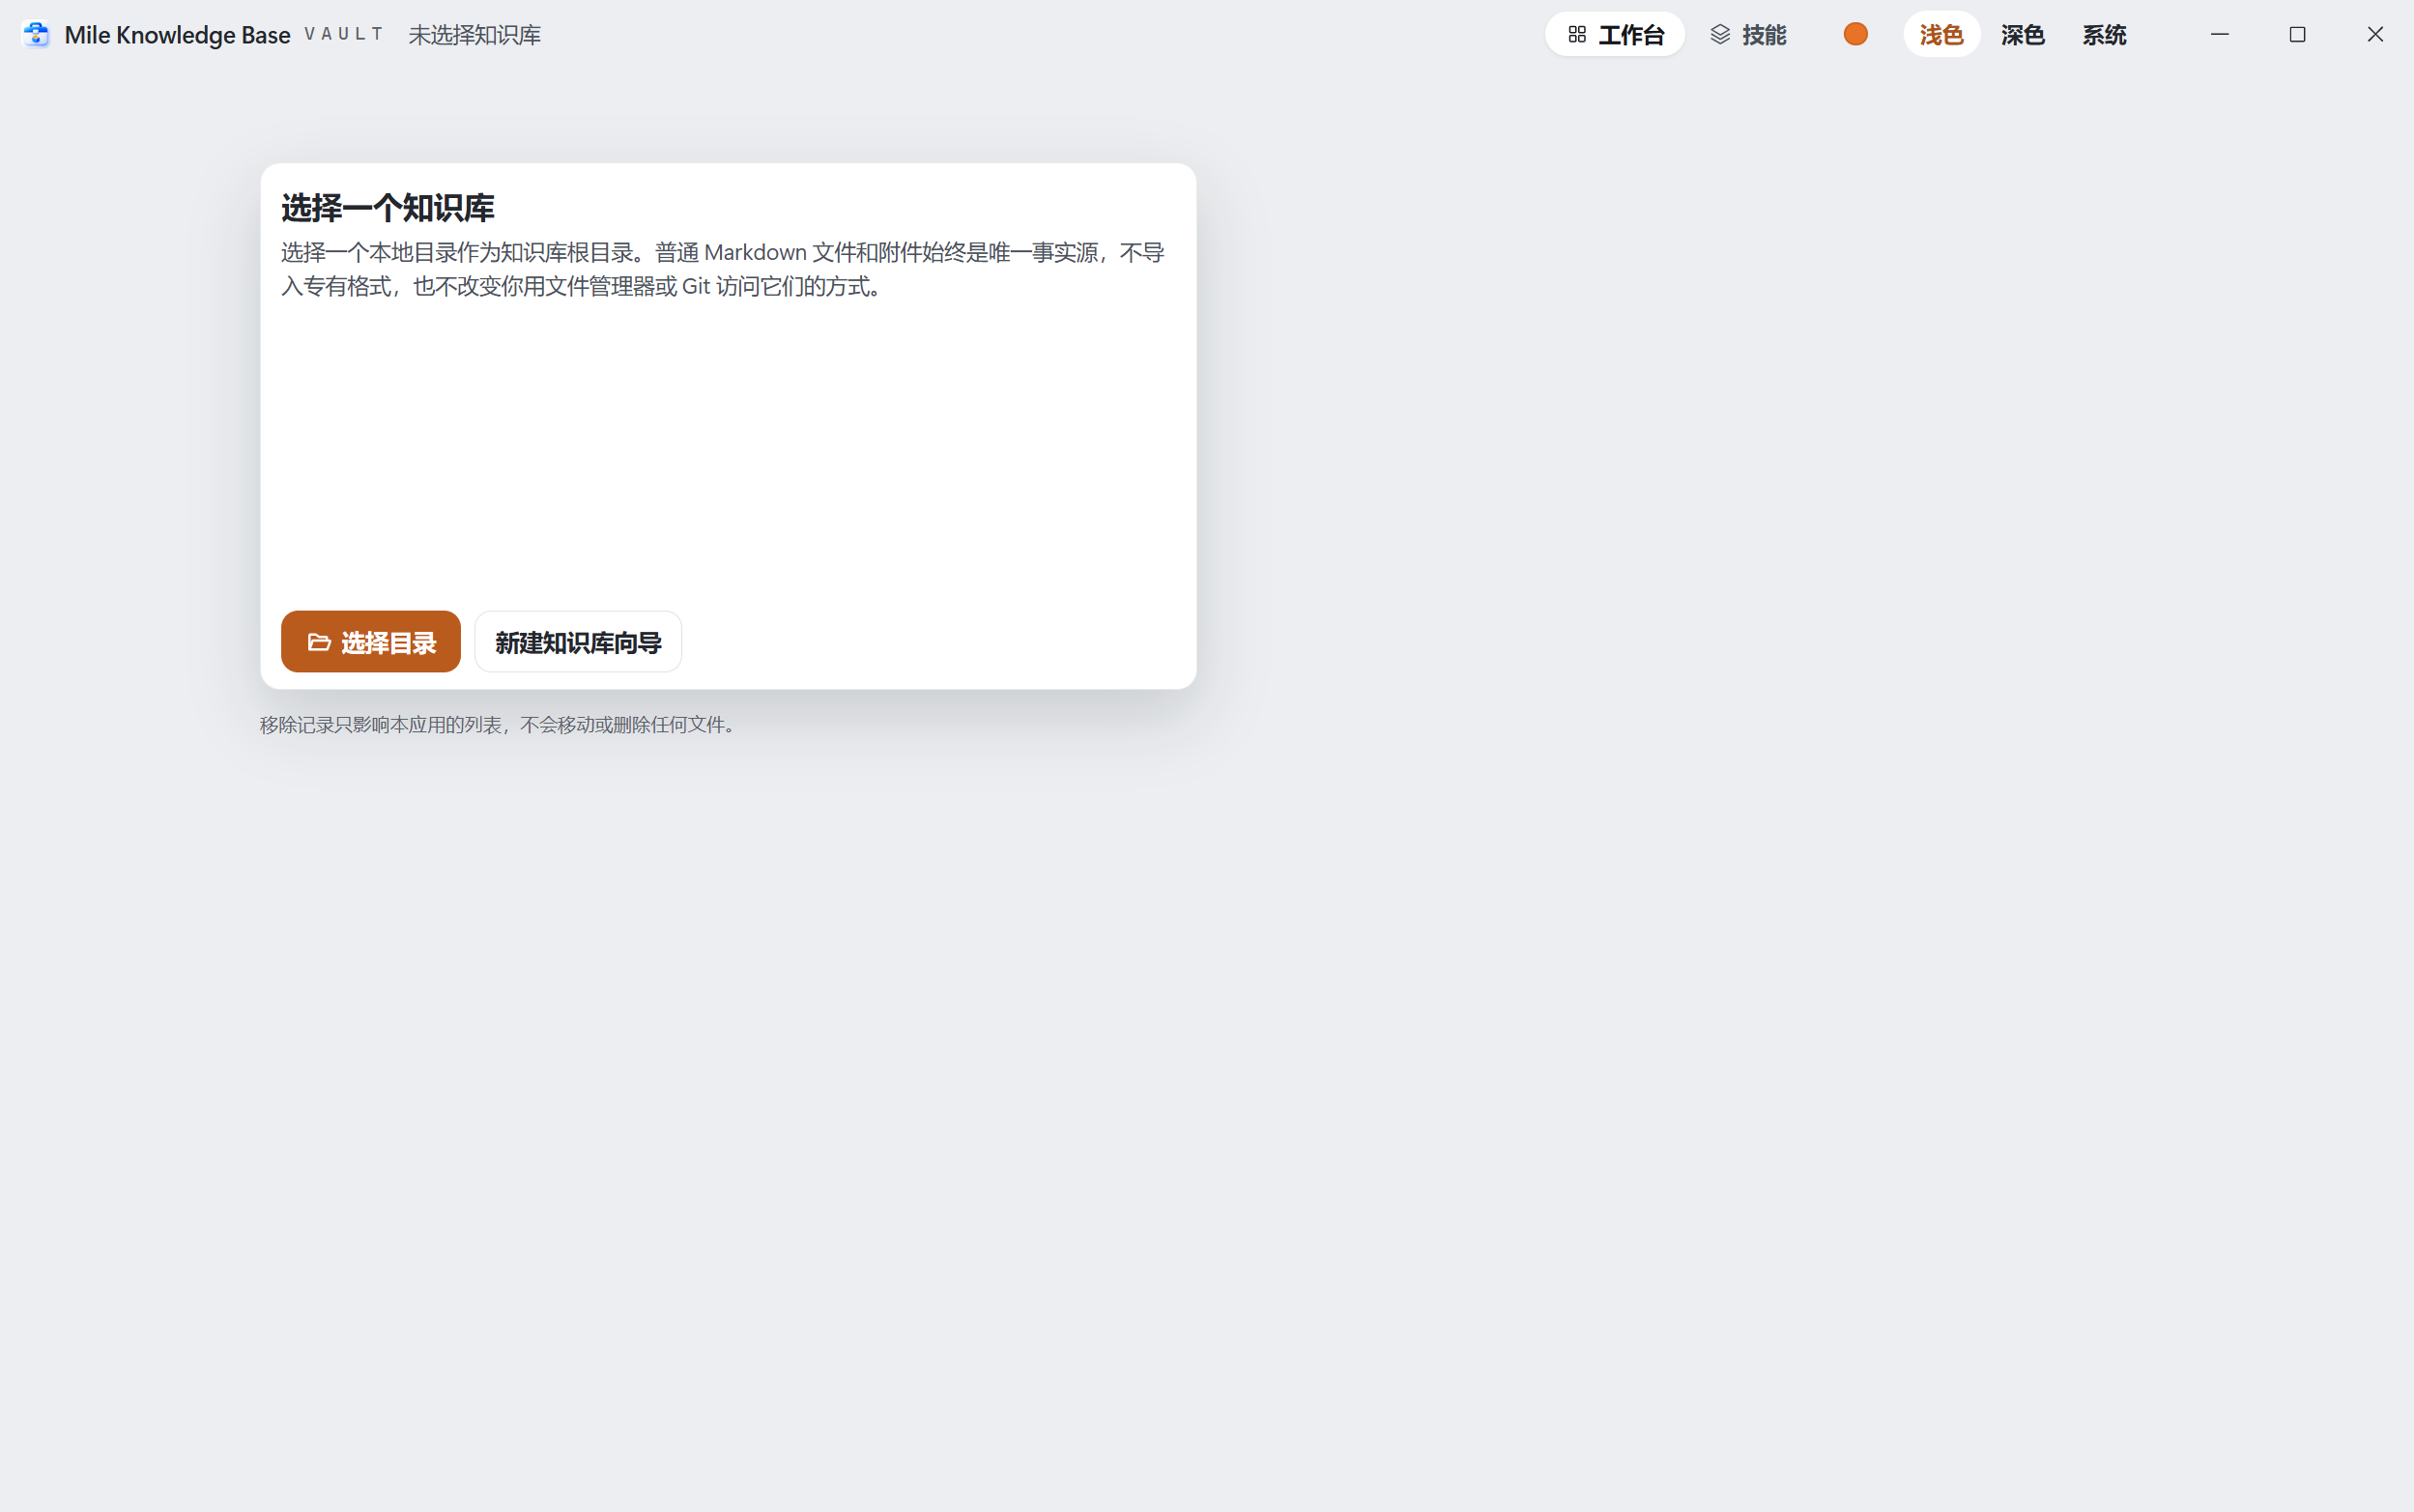 Mile Knowledge Base VAULT 未选择知识库 工作台 技能 浅色 深色 系统
选择一个知识库
选择一个本地目录作为知识库根目录。普通 Markdown 文件和附件始终是唯一事实源，不导
入专有格式，也不改变你用文件管理器或 Git 访问它们的方式。
选择目录 新建知识库向导
移除记录只影响本应用的列表，不会移动或删除任何文件。